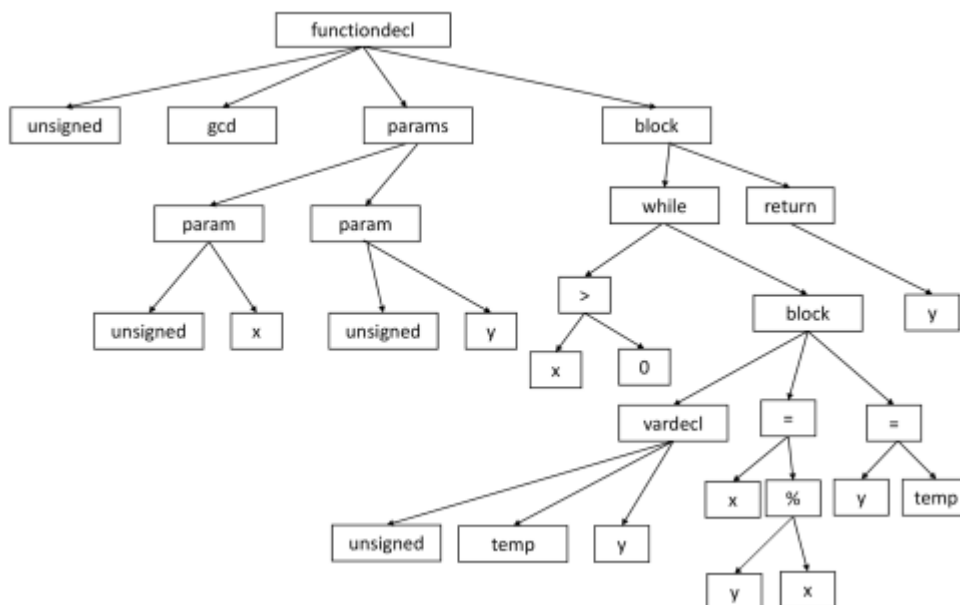 functiondecl
unsigned gcd params block
while return
param param
> block y
unsigned x unsigned y
x 0
vardecl = =
x % y temp
unsigned temp y
y x